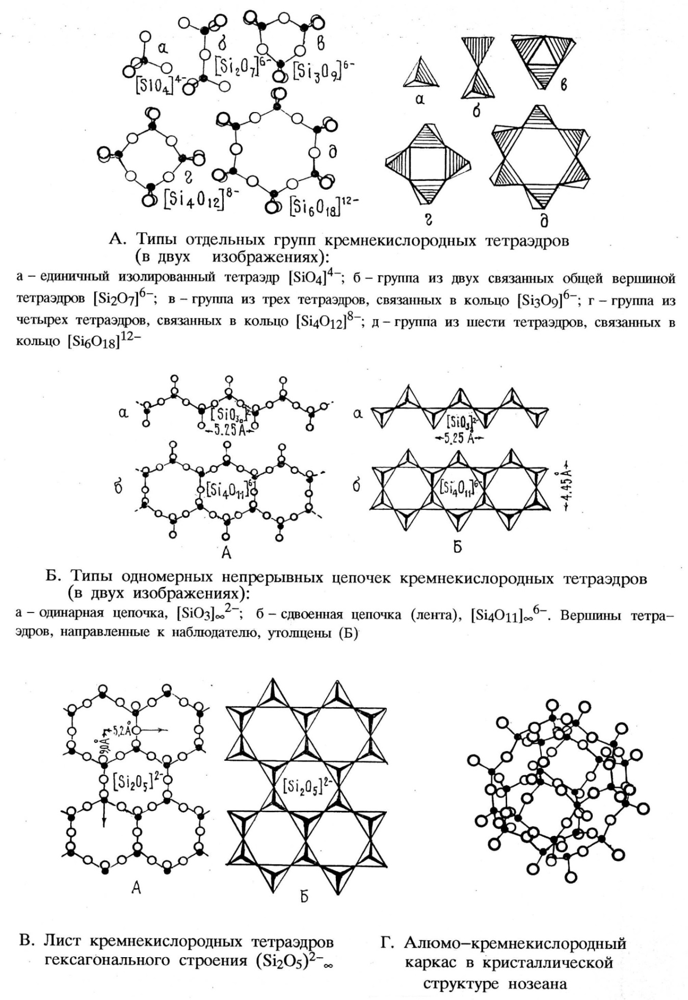 а
[SiO4]4-
б
[Si2O7]6-
в
[Si3O9]6-
г
[Si4O12]8-
д
[Si6O18]12-
а
б
в
г
д
А. Типы отдельных групп кремнекислородных тетраэдров
(в двух изображениях):
а – единичный изолированный тетраэдр [SiO4]4–; б – группа из двух связанных общей вершиной
тетраэдров [Si2O7]6–; в – группа из трех тетраэдров, связанных в кольцо [Si3O9]6–; г – группа из
четырех тетраэдров, связанных в кольцо [Si4O12]8–; д – группа из шести тетраэдров, связанных в
кольцо [Si6O18]12–
а
[SiO3]2-
5.25 Å
б
[Si4O11]6-
А
а
[SiO3]2-
5.25 Å
б
[Si4O11]6-
4.45 Å
Б
Б. Типы одномерных непрерывных цепочек кремнекислородных тетраэдров
(в двух изображениях):
а – одинарная цепочка, [SiO3]∞2–; б – сдвоенная цепочка (лента), [Si4O11]∞6–. Вершины тетра–
эдров, направленные к наблюдателю, утолщены (Б)
5,2Å
9,0Å
[Si2O5]2-
А
[Si2O5]2-
Б
В. Лист кремнекислородных тетраэдров
гексагонального строения (Si2O5)2–∞
Г. Алюмо–кремнекислородный
каркас в кристаллической
структуре нозеана